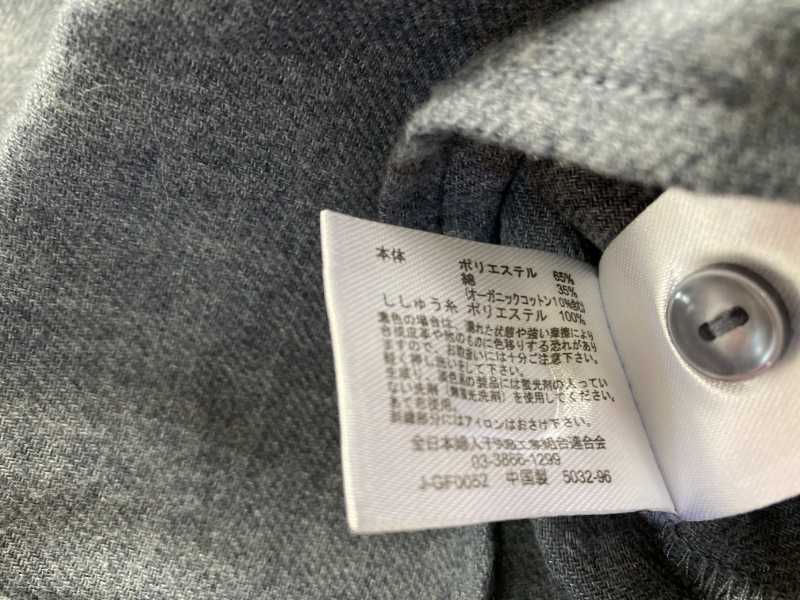 本体 ポリエステル 65%
綿 35%
(オーガニックコットン10%含む)
ししゅう糸 ポリエステル 100%
濃色の場合は、濡れた状態や強い摩擦により
合成皮革や他のものに色移りする恐れがあり
ますので、お取扱いには十分ご注意下さい。
軽く押し洗いをして下さい。
生成り、淡色系の製品には蛍光剤の入ってい
ない洗剤(無蛍光洗剤)を使用してください。
あて布使用。
刺繍部分にはアイロンはおさけ下さい。
全日本婦人子供服工業組合連合会
03-3866-1299
J-GF0052 中国製 5032-96